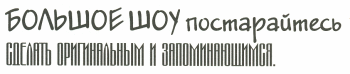 БОЛЬШОЕ ШОУ постарайтесь
СДЕЛАТЬ ОРИГИНАЛЬНЫМ И ЗАПОМИНАЮЩИМСЯ.